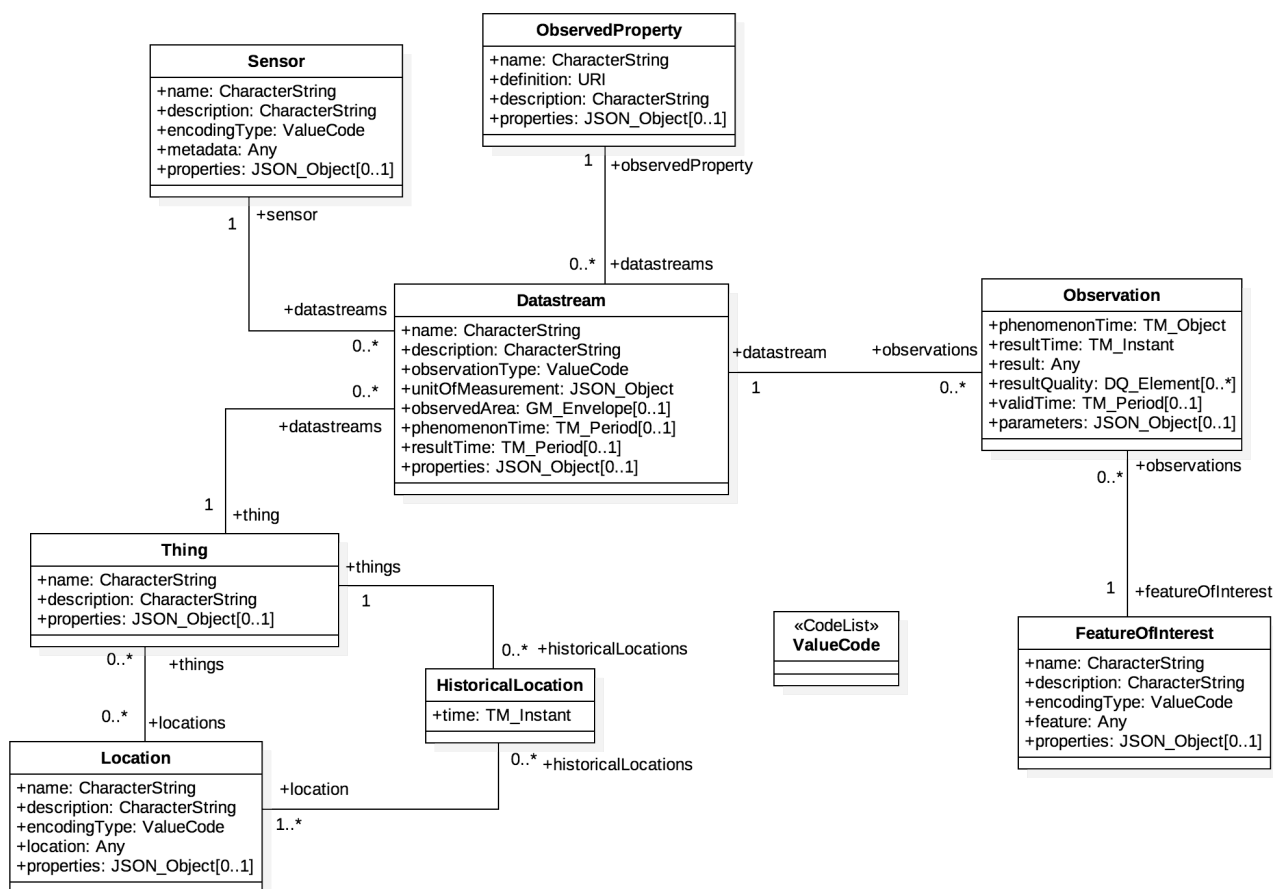 ObservedProperty
+name: CharacterString
+definition: URI
+description: CharacterString
+properties: JSON_Object[0..1]
Sensor
+name: CharacterString
+description: CharacterString
+encodingType: ValueCode
+metadata: Any
+properties: JSON_Object[0..1]
1
+observedProperty
1
+sensor
0..*
+datastreams
+datastreams
0..*
Datastream
+name: CharacterString
+description: CharacterString
+observationType: ValueCode
+unitOfMeasurement: JSON_Object
+observedArea: GM_Envelope[0..1]
+phenomenonTime: TM_Period[0..1]
+resultTime: TM_Period[0..1]
+properties: JSON_Object[0..1]
+datastream
1
+observations
0..*
Observation
+phenomenonTime: TM_Object
+resultTime: TM_Instant
+result: Any
+resultQuality: DQ_Element[0..*]
+validTime: TM_Period[0..1]
+parameters: JSON_Object[0..1]
0..*
+datastreams
0..*
+observations
1
+thing
Thing
+name: CharacterString
+description: CharacterString
+properties: JSON_Object[0..1]
+things
1
1
+featureOfInterest
«CodeList»
ValueCode
FeatureOfInterest
+name: CharacterString
+description: CharacterString
+encodingType: ValueCode
+feature: Any
+properties: JSON_Object[0..1]
0..*
+things
0..*
+historicalLocations
HistoricalLocation
+time: TM_Instant
0..*
+locations
0..*
+historicalLocations
Location
+name: CharacterString
+description: CharacterString
+encodingType: ValueCode
+location: Any
+properties: JSON_Object[0..1]
+location
1..*